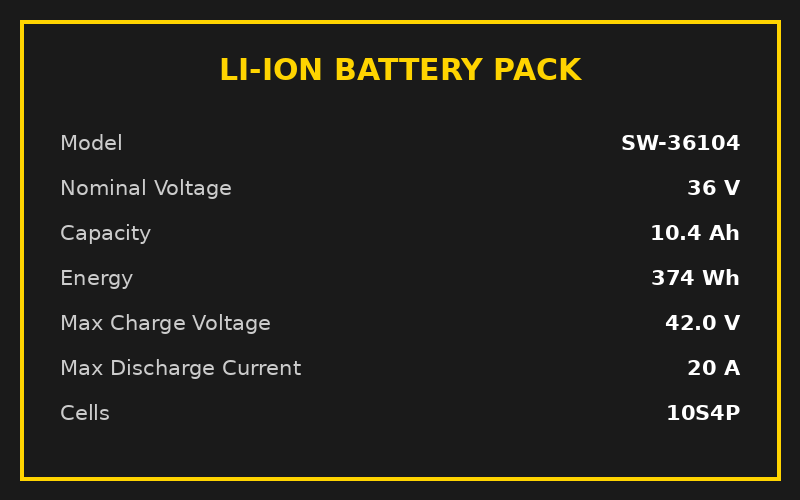 LI-ION BATTERY PACK
Model SW-36104
Nominal Voltage 36 V
Capacity 10.4 Ah
Energy 374 Wh
Max Charge Voltage 42.0 V
Max Discharge Current 20 A
Cells 10S4P